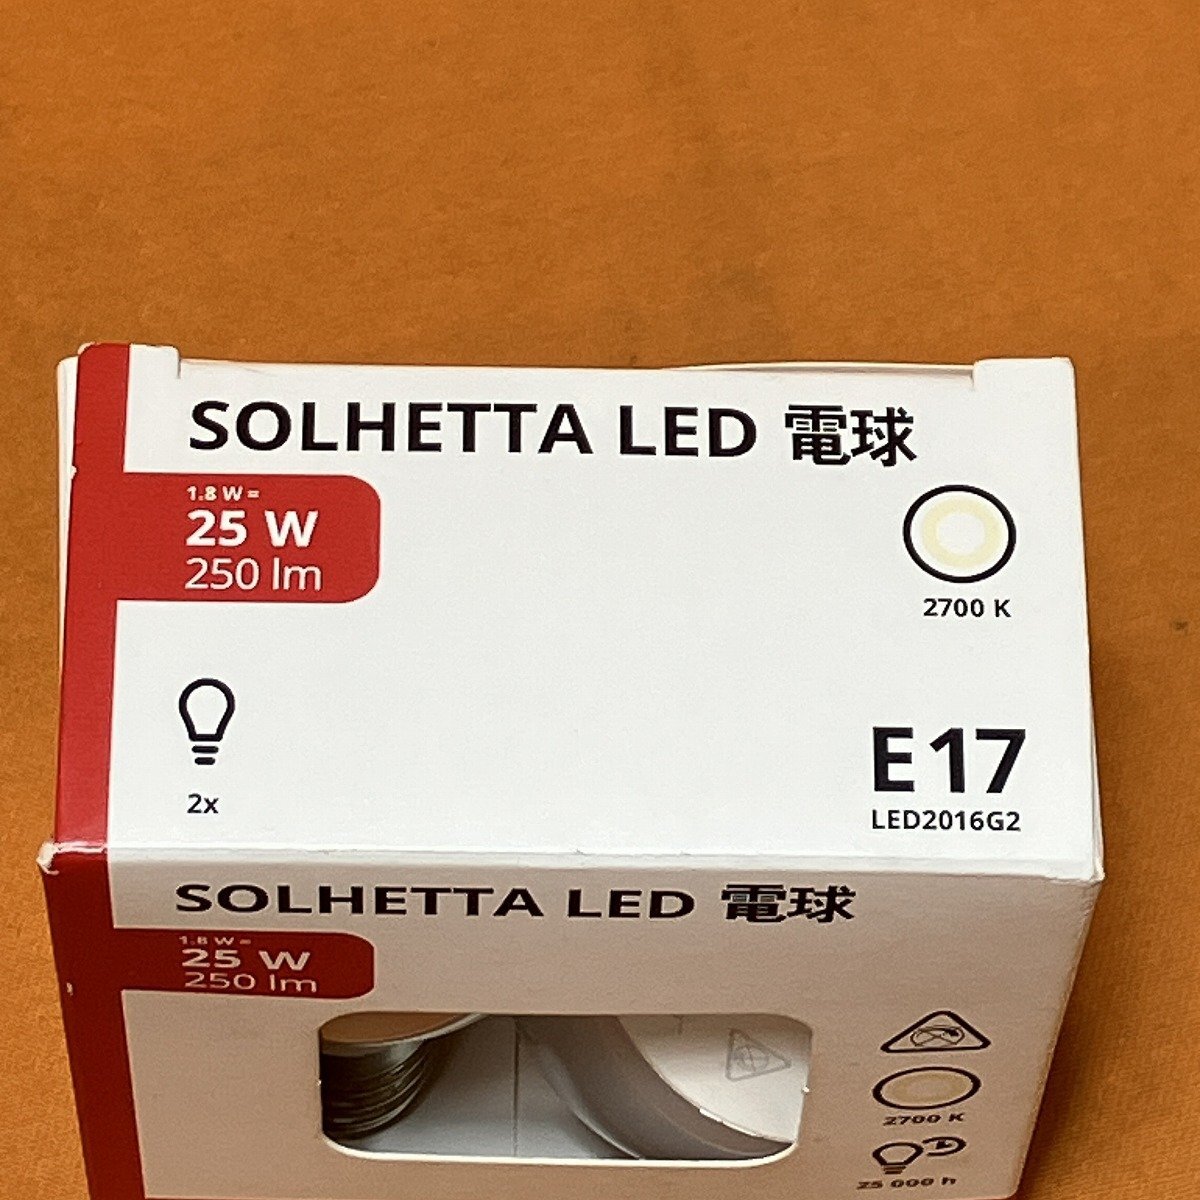 SOLHETTA LED 電球
1.8 W =
25 W
250 lm
2700 K
2x
E17
LED2016G2
SOLHETTA LED 電球
1.8 W =
25 W
250 lm
2700 K
25 000 h